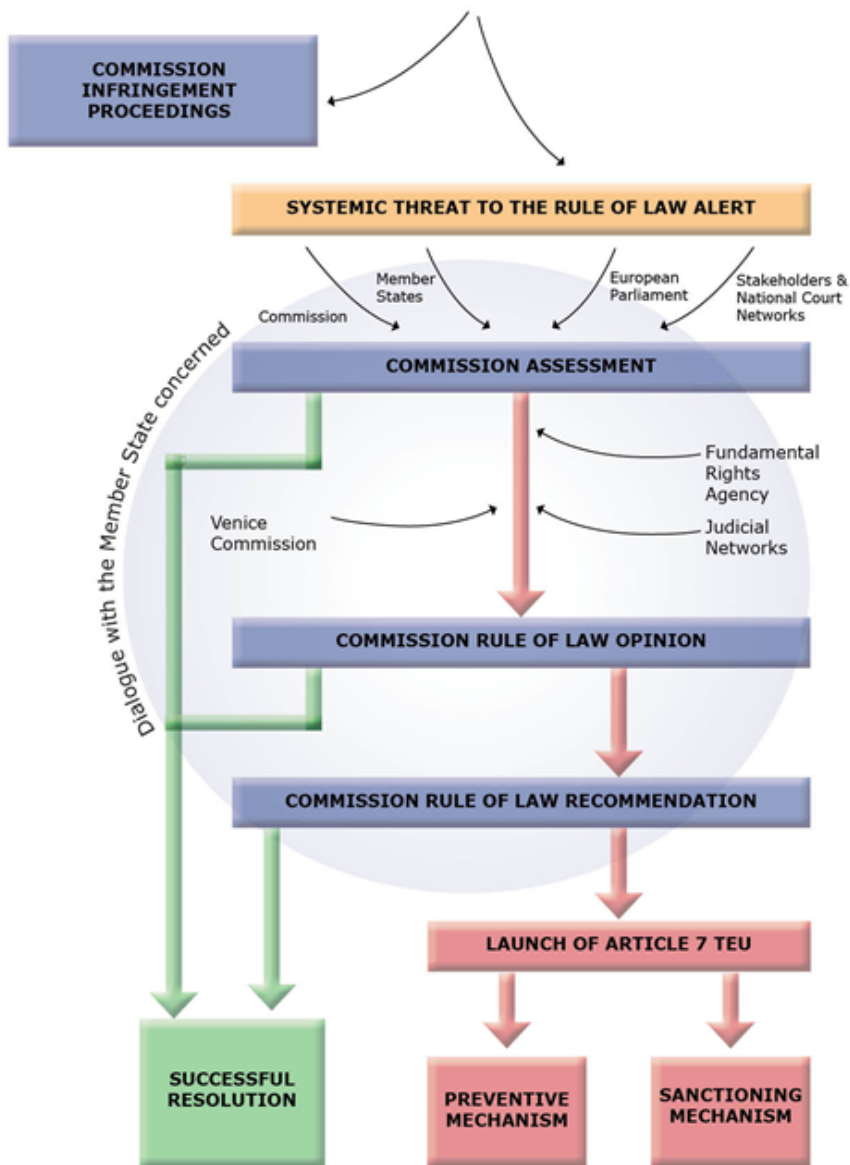 COMMISSION
INFRINGEMENT
PROCEEDINGS
SYSTEMIC THREAT TO THE RULE OF LAW ALERT
Commission
Member
States
European
Parliament
Stakeholders &
National Court
Networks
COMMISSION ASSESSMENT
Dialogue with the Member State concerned
Fundamental
Rights
Agency
Venice
Commission
Judicial
Networks
COMMISSION RULE OF LAW OPINION
COMMISSION RULE OF LAW RECOMMENDATION
LAUNCH OF ARTICLE 7 TEU
SUCCESSFUL
RESOLUTION
PREVENTIVE
MECHANISM
SANCTIONING
MECHANISM